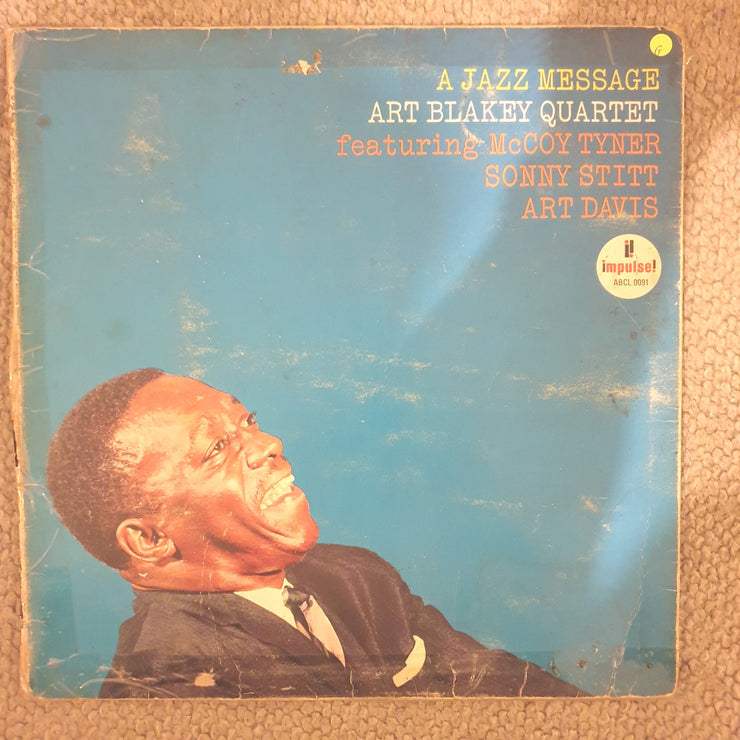 A JAZZ MESSAGE
ART BLAKEY QUARTET
featuring McCOY TYNER
SONNY STITT
ART DAVIS
i!
impulse!
ABCL 0091